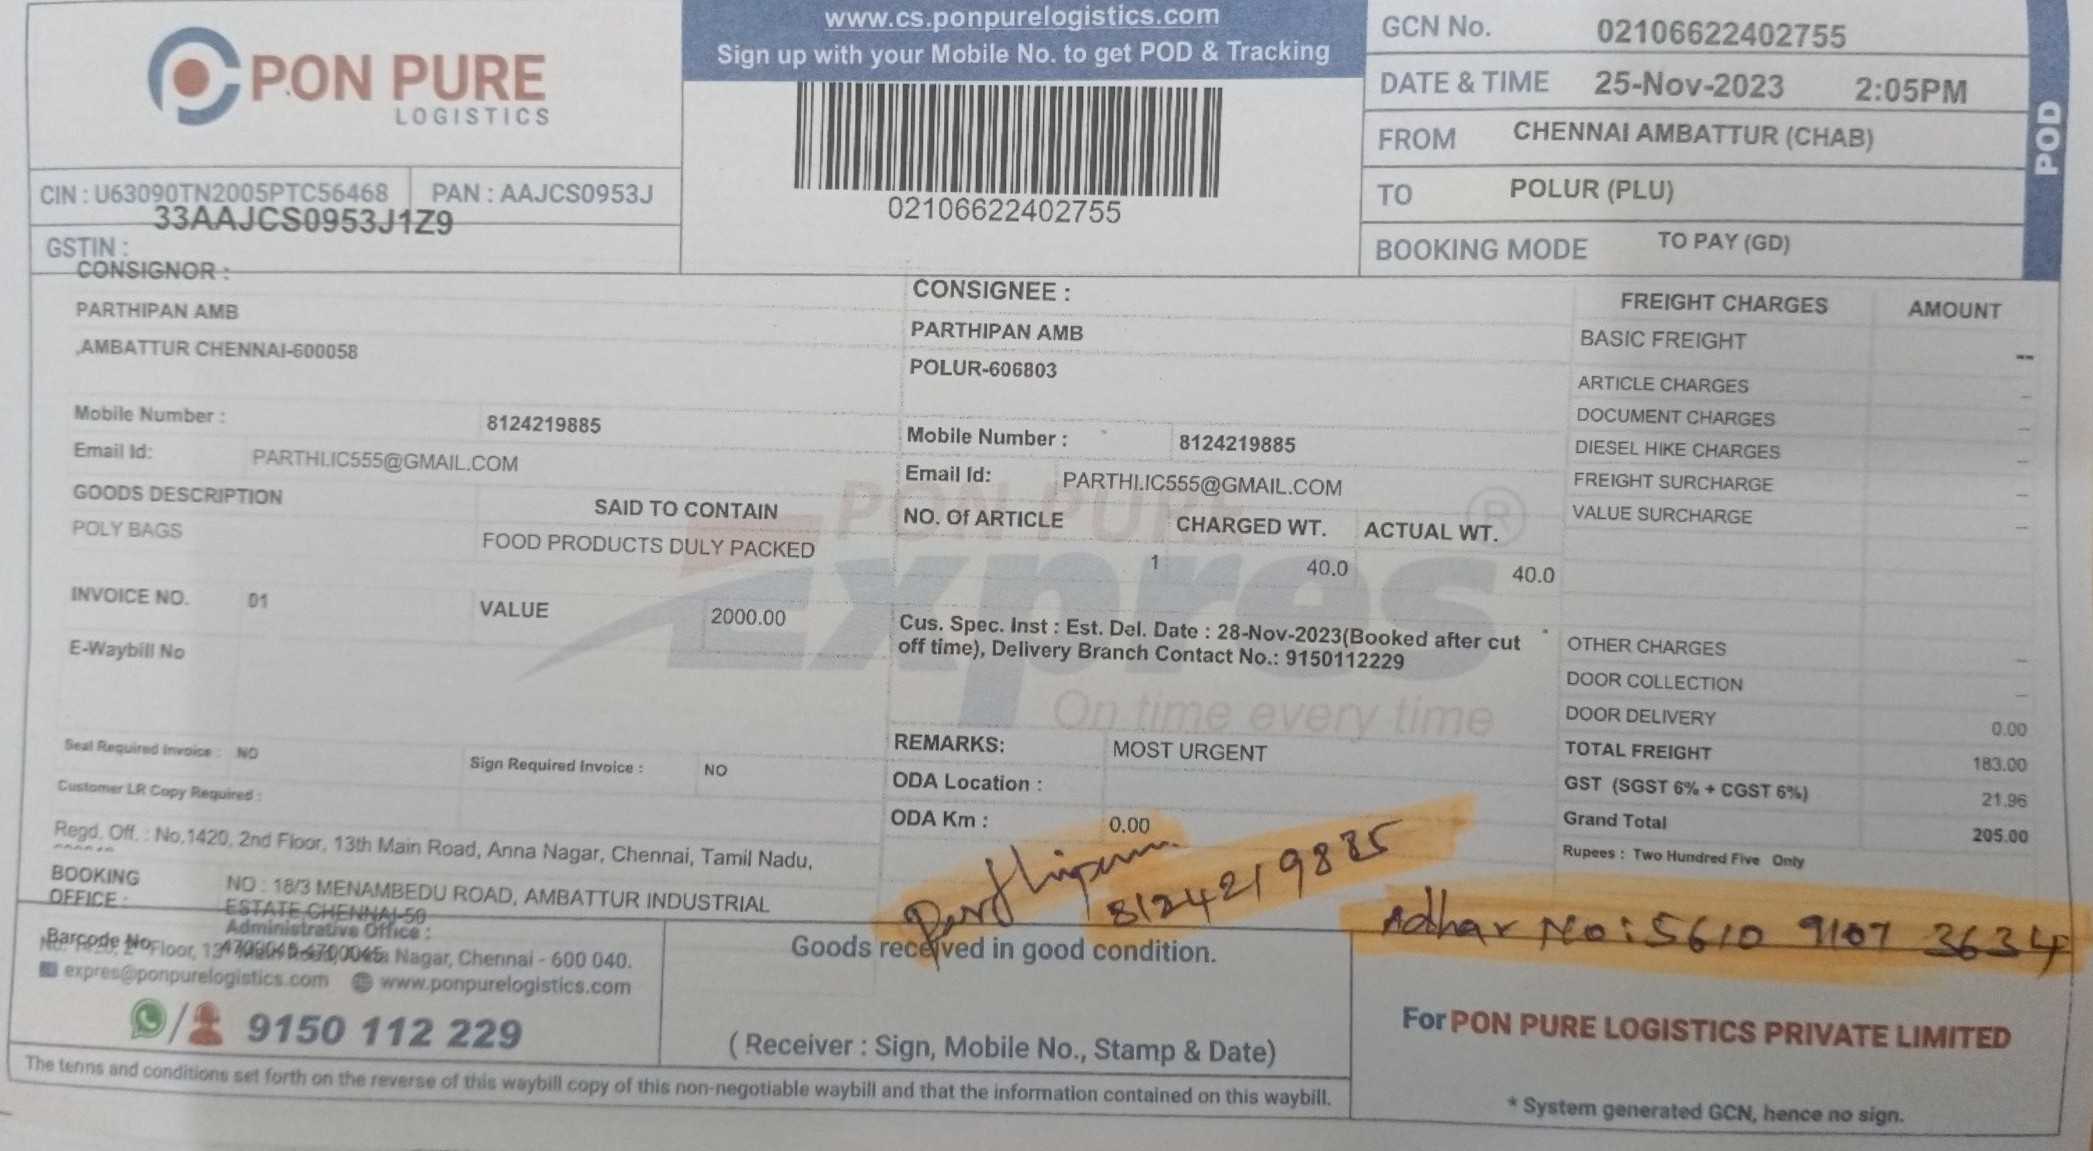 PON PURE
LOGISTICS
CIN : U63090TN2005PTC56468
PAN : AAJCS0953J
33AAJCS0953J1Z9
GSTIN :
www.cs.ponpurelogistics.com
Sign up with your Mobile No. to get POD & Tracking
02106622402755
GCN No. 02106622402755
DATE & TIME 25-Nov-2023 2:05PM
FROM CHENNAI AMBATTUR (CHAB)
TO POLUR (PLU)
BOOKING MODE TO PAY (GD)
POD
CONSIGNOR :
PARTHIPAN AMB
,AMBATTUR CHENNAI-600058
Mobile Number : 8124219885
Email Id: PARTHI.IC555@GMAIL.COM
GOODS DESCRIPTION SAID TO CONTAIN
POLY BAGS FOOD PRODUCTS DULY PACKED
INVOICE NO. 01 VALUE 2000.00
E-Waybill No
Seal Required Invoice : NO Sign Required Invoice : NO
Customer LR Copy Required :
CONSIGNEE :
PARTHIPAN AMB
POLUR-606803
Mobile Number : 8124219885
Email Id: PARTHI.IC555@GMAIL.COM
NO. Of ARTICLE CHARGED WT. ACTUAL WT.
1 40.0 40.0
Cus. Spec. Inst : Est. Del. Date : 28-Nov-2023(Booked after cut
off time), Delivery Branch Contact No.: 9150112229
PON PURE
Expres ®
On time every time
REMARKS: MOST URGENT
ODA Location :
ODA Km : 0.00
FREIGHT CHARGES AMOUNT
BASIC FREIGHT --
ARTICLE CHARGES –
DOCUMENT CHARGES –
DIESEL HIKE CHARGES –
FREIGHT SURCHARGE –
VALUE SURCHARGE –
OTHER CHARGES –
DOOR COLLECTION –
DOOR DELIVERY 0.00
TOTAL FREIGHT 183.00
GST (SGST 6% + CGST 6%) 21.96
Grand Total 205.00
Rupees : Two Hundred Five Only
Regd. Off. : No,1420, 2nd Floor, 13th Main Road, Anna Nagar, Chennai, Tamil Nadu,
BOOKING OFFICE : NO : 18/3 MENAMBEDU ROAD, AMBATTUR INDUSTRIAL
ESTATE,CHENNAI-58
Administrative Office :
Barcode No
Floor, 13 Nagar, Chennai - 600 040.
expres@ponpurelogistics.com www.ponpurelogistics.com
9150 112 229
The terms and conditions set forth on the reverse of this waybill copy of this non-negotiable waybill and that the information contained on this waybill.
Parthipan
8124219885
Goods received in good condition.
( Receiver : Sign, Mobile No., Stamp & Date)
Adhar No: 5610 9107 3634
For PON PURE LOGISTICS PRIVATE LIMITED
* System generated GCN, hence no sign.